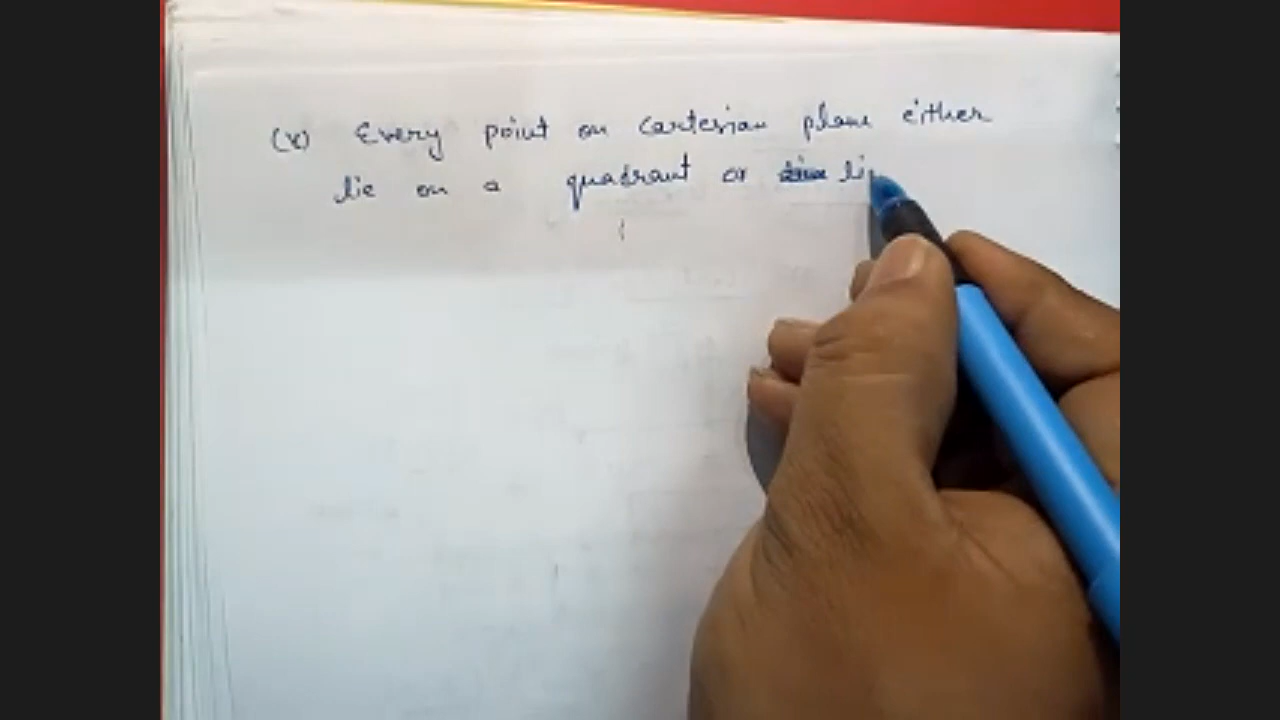 (v) Every point on cartesian plane either
lie on a quadrant or